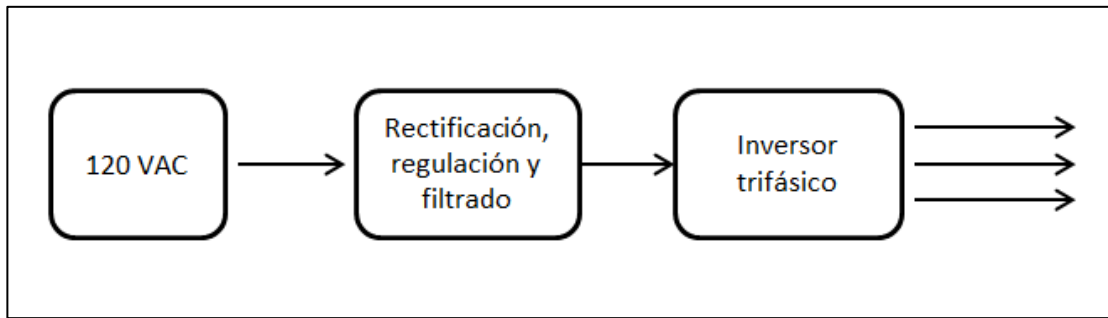 120 VAC
Rectificación,
regulación y
filtrado
Inversor
trifásico